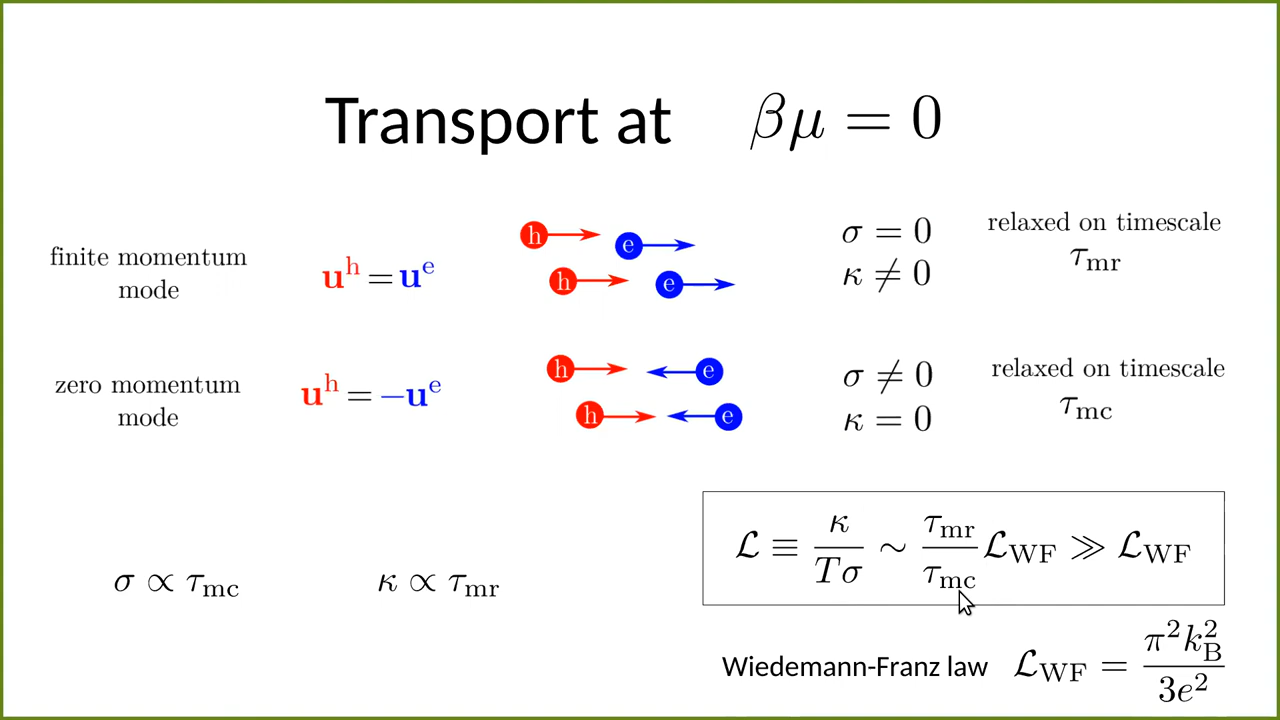 Transport at βμ = 0
finite momentum
mode
u^h = u^e
h e
h e
σ = 0
κ ≠ 0
relaxed on timescale
τ_mr
zero momentum
mode
u^h = −u^e
h e
h e
σ ≠ 0
κ = 0
relaxed on timescale
τ_mc
σ ∝ τ_mc
κ ∝ τ_mr
ℒ ≡ κ/(Tσ) ∼ (τ_mr/τ_mc) ℒ_WF ≫ ℒ_WF
Wiedemann-Franz law ℒ_WF = π²k_B²/3e²